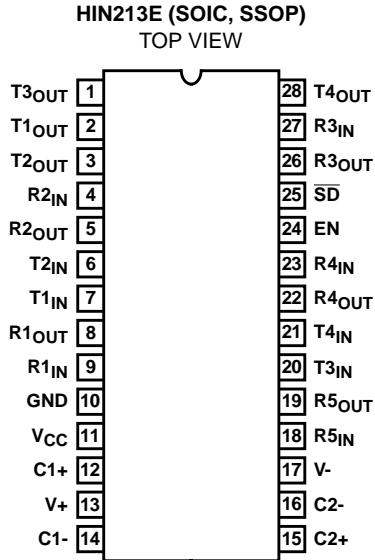 HIN213E (SOIC, SSOP)
TOP VIEW
T3OUT 1 28 T4OUT
T1OUT 2 27 R3IN
T2OUT 3 26 R3OUT
R2IN 4 25 S̅D̅
R2OUT 5 24 EN
T2IN 6 23 R4IN
T1IN 7 22 R4OUT
R1OUT 8 21 T4IN
R1IN 9 20 T3IN
GND 10 19 R5OUT
VCC 11 18 R5IN
C1+ 12 17 V-
V+ 13 16 C2-
C1- 14 15 C2+